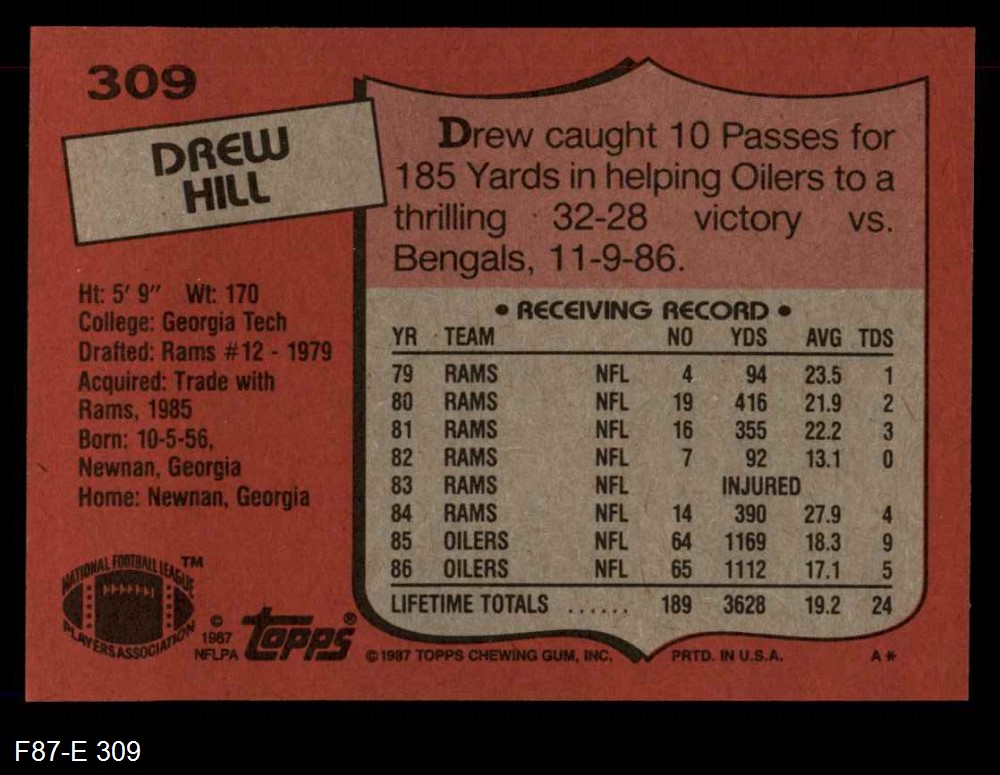 309
DREW
HILL
Drew caught 10 Passes for
185 Yards in helping Oilers to a
thrilling 32-28 victory vs.
Bengals, 11-9-86.
Ht: 5' 9" Wt: 170
College: Georgia Tech
Drafted: Rams #12 - 1979
Acquired: Trade with
Rams, 1985
Born: 10-5-56,
Newnan, Georgia
Home: Newnan, Georgia
• RECEIVING RECORD •
YR TEAM NO YDS AVG TDS
79 RAMS NFL 4 94 23.5 1
80 RAMS NFL 19 416 21.9 2
81 RAMS NFL 16 355 22.2 3
82 RAMS NFL 7 92 13.1 0
83 RAMS NFL INJURED
84 RAMS NFL 14 390 27.9 4
85 OILERS NFL 64 1169 18.3 9
86 OILERS NFL 65 1112 17.1 5
LIFETIME TOTALS ...... 189 3628 19.2 24
NATIONAL FOOTBALL LEAGUE ™
PLAYERS ASSOCIATION
©
1987
NFLPA
topps®
©1987 TOPPS CHEWING GUM, INC. PRTD. IN U.S.A. A*
F87-E 309